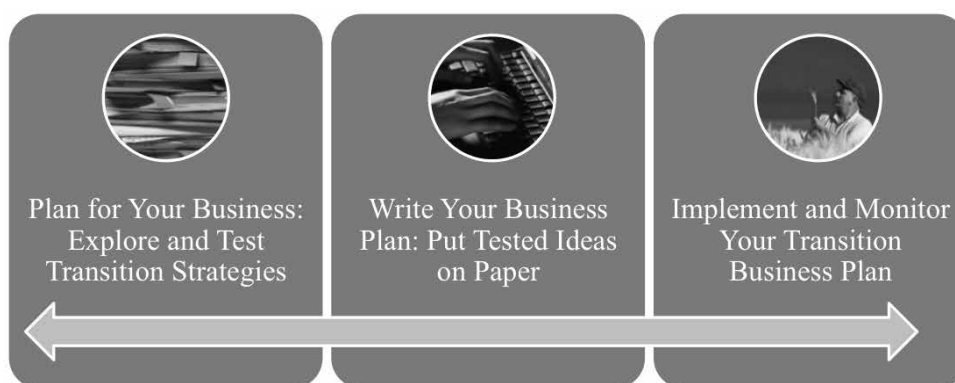 Plan for Your Business:
Explore and Test
Transition Strategies
Write Your Business
Plan: Put Tested Ideas
on Paper
Implement and Monitor
Your Transition
Business Plan